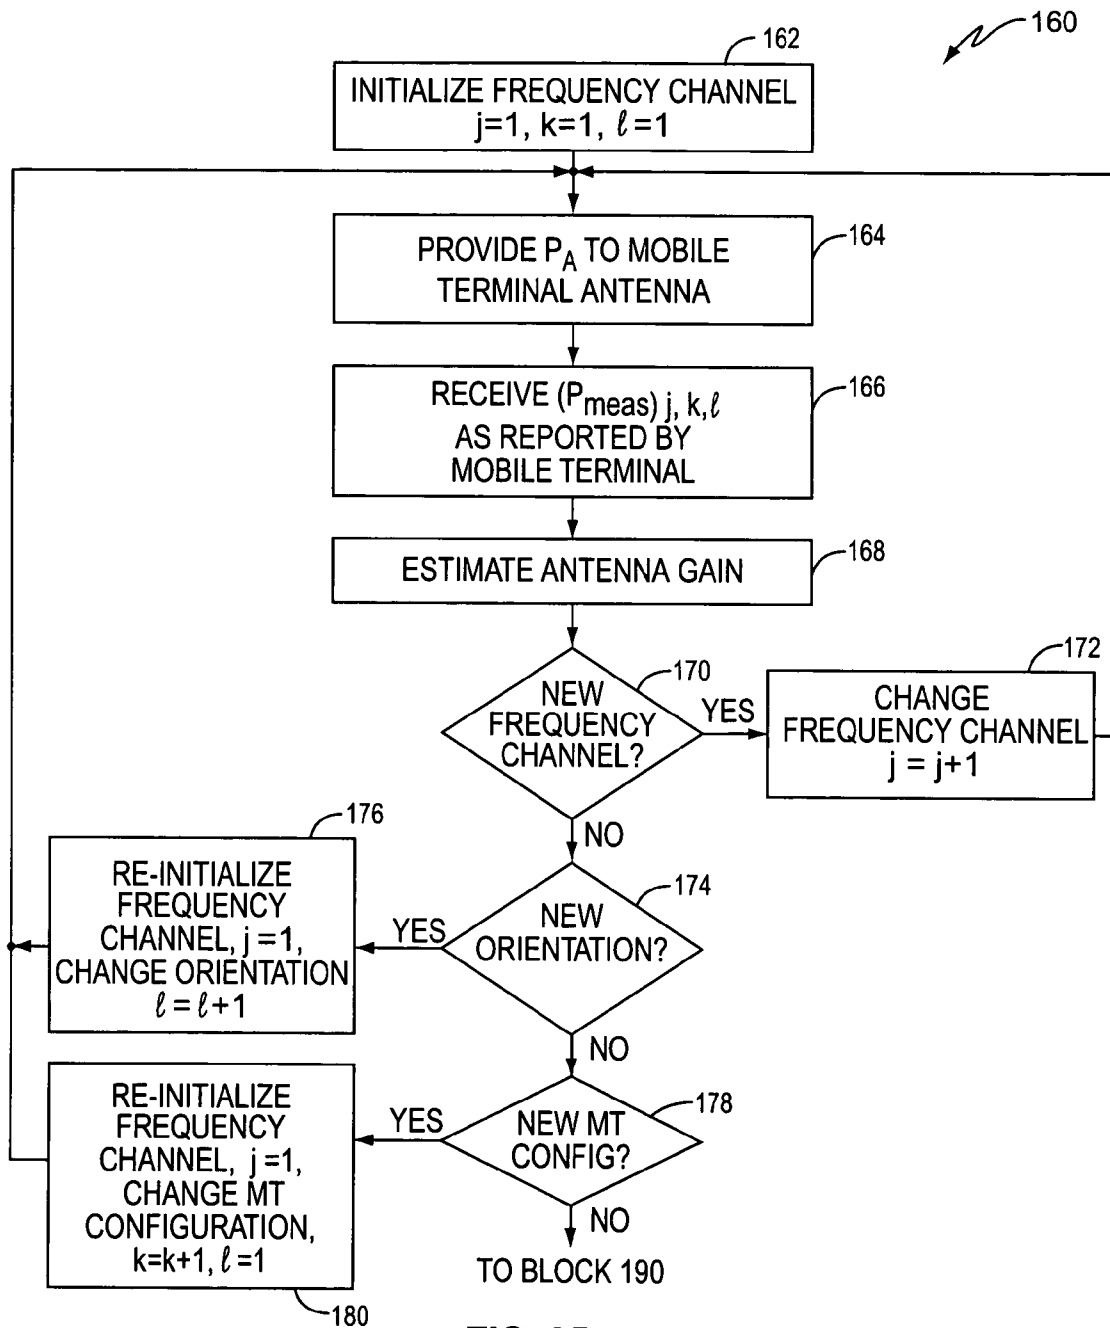 160
162
INITIALIZE FREQUENCY CHANNEL
j=1, k=1, ℓ=1
164
PROVIDE PA TO MOBILE
TERMINAL ANTENNA
166
RECEIVE (Pmeas) j, k,ℓ
AS REPORTED BY
MOBILE TERMINAL
168
ESTIMATE ANTENNA GAIN
170
NEW
FREQUENCY
CHANNEL?
YES
172
CHANGE
FREQUENCY CHANNEL
j = j+1
NO
174
NEW
ORIENTATION?
YES
176
RE-INITIALIZE
FREQUENCY
CHANNEL, j =1,
CHANGE ORIENTATION
ℓ = ℓ+1
NO
178
NEW MT
CONFIG?
YES
RE-INITIALIZE
FREQUENCY
CHANNEL, j =1,
CHANGE MT
CONFIGURATION,
k=k+1, ℓ=1
180
NO
TO BLOCK 190